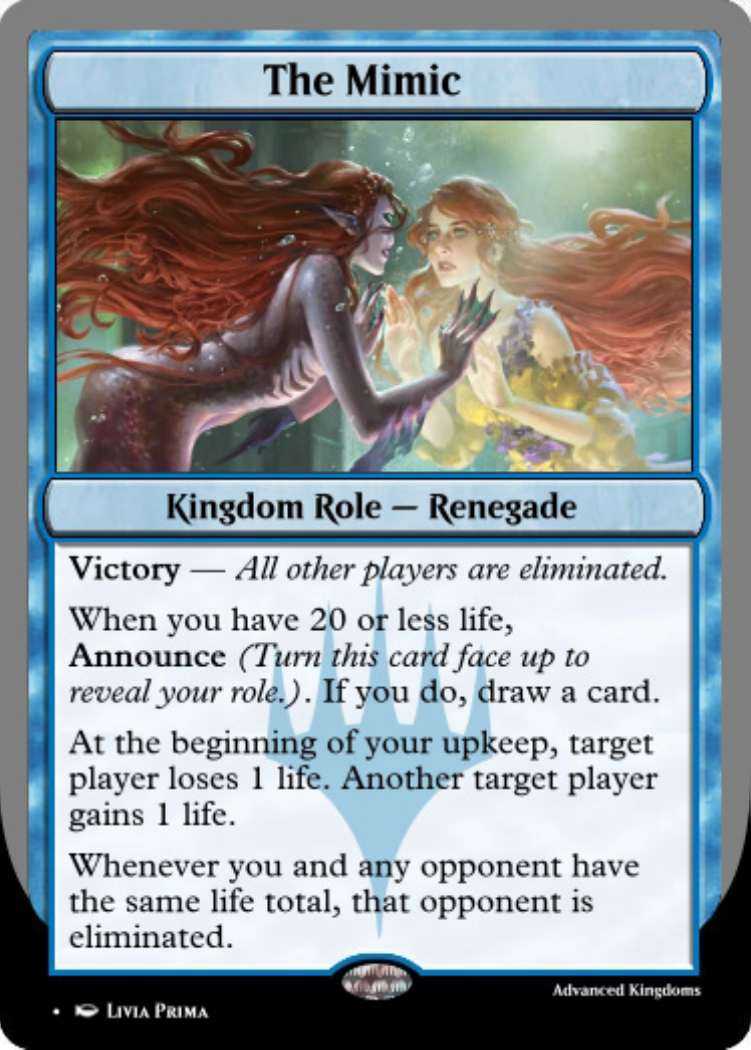 The Mimic
Kingdom Role — Renegade
Victory — All other players are eliminated.
When you have 20 or less life,
Announce (Turn this card face up to
reveal your role.). If you do, draw a card.
At the beginning of your upkeep, target
player loses 1 life. Another target player
gains 1 life.
Whenever you and any opponent have
the same life total, that opponent is
eliminated.
Advanced Kingdoms
• Livia Prima